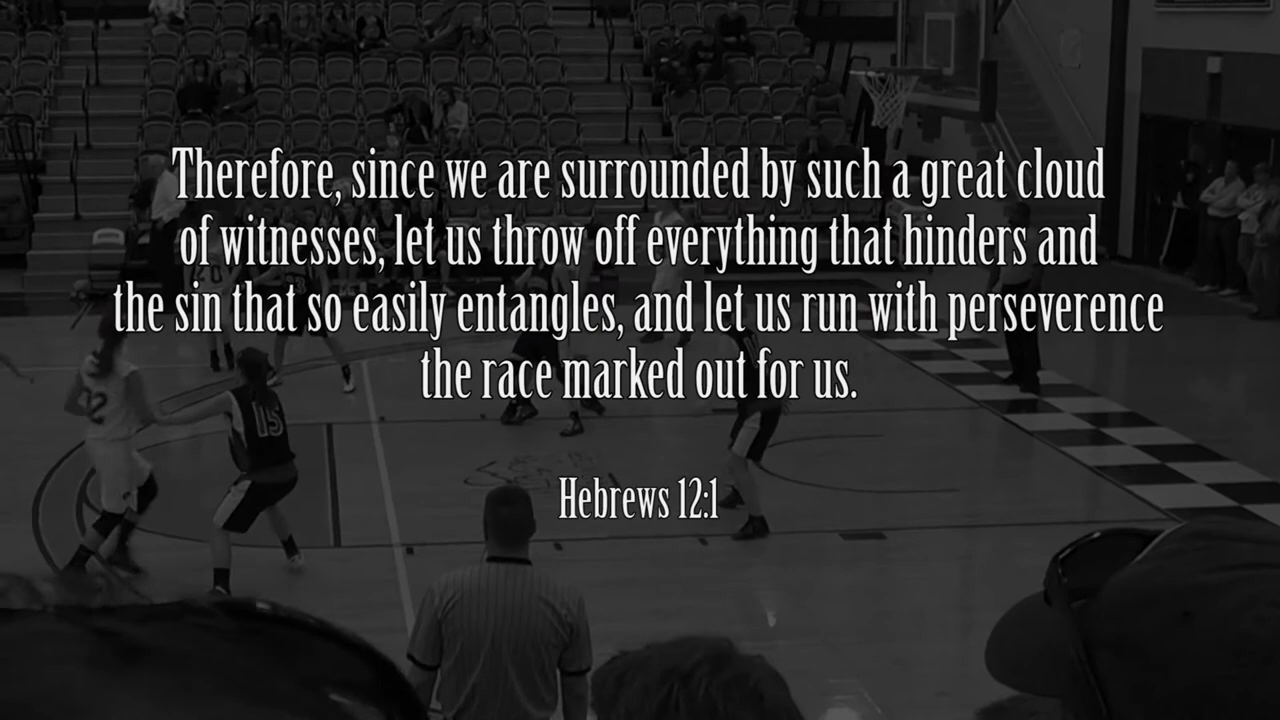 Therefore, since we are surrounded by such a great cloud
of witnesses, let us throw off everything that hinders and
the sin that so easily entangles, and let us run with perseverence
the race marked out for us.
Hebrews 12:1
12
15